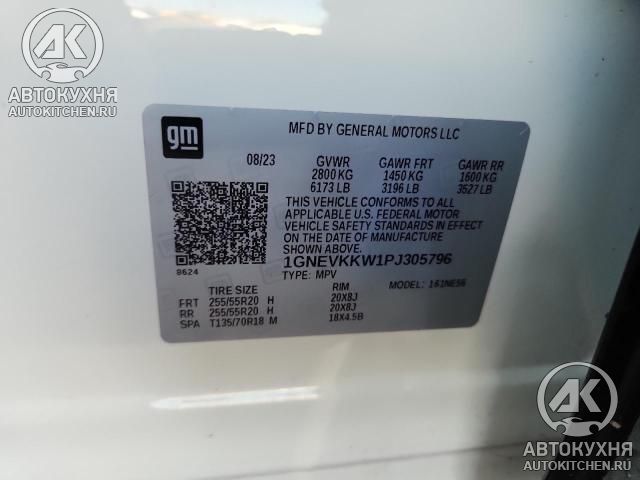 АК
АВТОКУХНЯ
AUTOKITCHEN.RU
gm
MFD BY GENERAL MOTORS LLC
08/23 GVWR GAWR FRT GAWR RR
2800 KG 1450 KG 1600 KG
6173 LB 3196 LB 3527 LB
THIS VEHICLE CONFORMS TO ALL
APPLICABLE U.S. FEDERAL MOTOR
VEHICLE SAFETY STANDARDS IN
EFFECT ON THE DATE OF MANUFACTURE
SHOWN ABOVE.
8624
1GNEVKKW1PJ305796
TYPE: MPV MODEL: 161NE56
TIRE SIZE RIM
FRT 255/55R20 H 20X8J
RR 255/55R20 H 20X8J
SPA T135/70R18 M 18X4.5B
АК
АВТОКУХНЯ
AUTOKITCHEN.RU